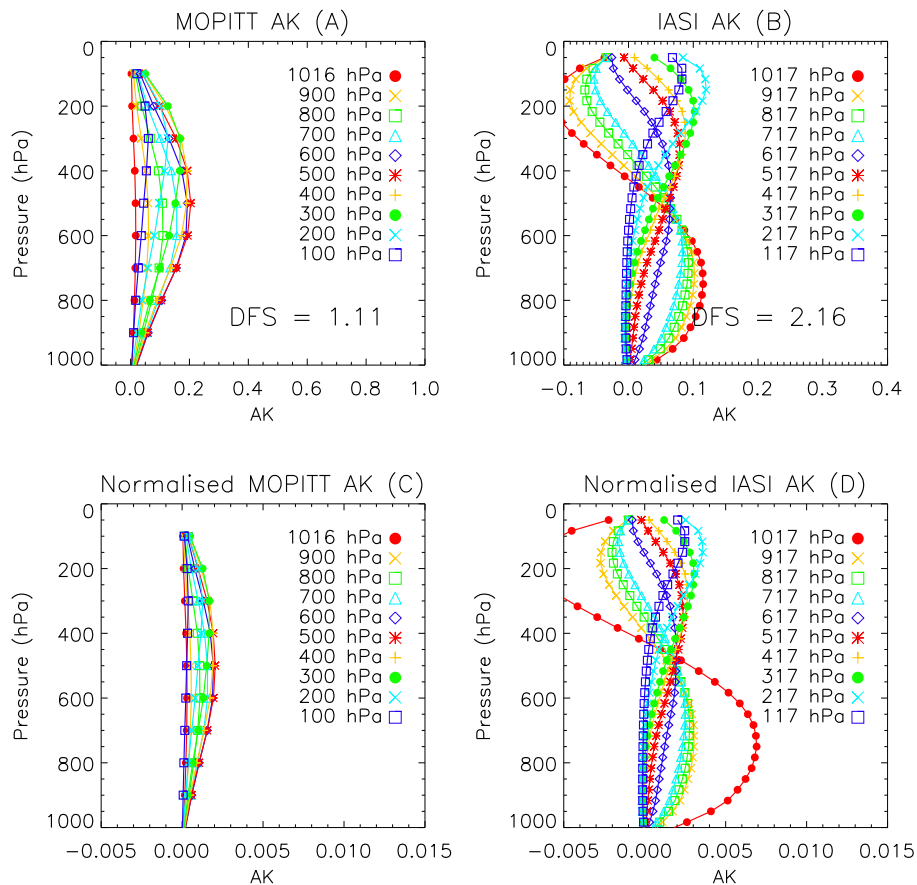 MOPITT AK (A)
0
200
400
600
800
1000
Pressure (hPa)
1016 hPa
900 hPa
800 hPa
700 hPa
600 hPa
500 hPa
400 hPa
300 hPa
200 hPa
100 hPa
DFS = 1.11
0.0 0.2 0.4 0.6 0.8 1.0
AK
IASI AK (B)
0
200
400
600
800
1000
Pressure (hPa)
1017 hPa
917 hPa
817 hPa
717 hPa
617 hPa
517 hPa
417 hPa
317 hPa
217 hPa
117 hPa
DFS = 2.16
−0.1 0.0 0.1 0.2 0.3 0.4
AK
Normalised MOPITT AK (C)
0
200
400
600
800
1000
Pressure (hPa)
1016 hPa
900 hPa
800 hPa
700 hPa
600 hPa
500 hPa
400 hPa
300 hPa
200 hPa
100 hPa
−0.005 0.000 0.005 0.010
AK
Normalised IASI AK (D)
0
200
400
600
800
1000
Pressure (hPa)
1017 hPa
917 hPa
817 hPa
717 hPa
617 hPa
517 hPa
417 hPa
317 hPa
217 hPa
117 hPa
−0.005 0.000 0.005 0.010 0.015
AK